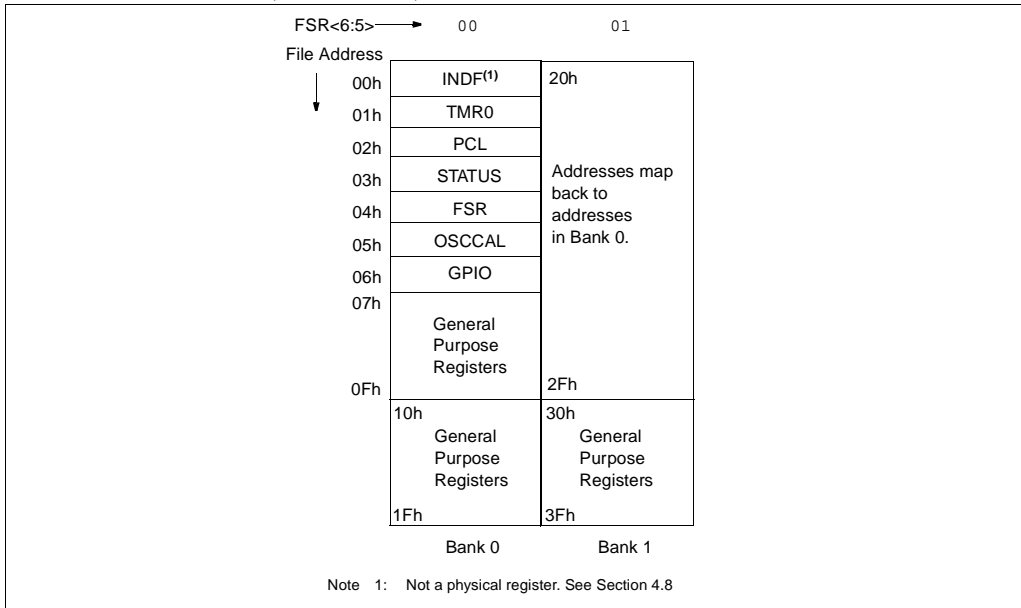 FSR<6:5> 00 01
File Address
00h INDF(1) 20h
01h TMR0
02h PCL
03h STATUS Addresses map
back to
04h FSR addresses
05h OSCCAL in Bank 0.
06h GPIO
07h
General
Purpose
Registers
0Fh 2Fh
10h 30h
General General
Purpose Purpose
Registers Registers
1Fh 3Fh
Bank 0 Bank 1
Note 1: Not a physical register. See Section 4.8